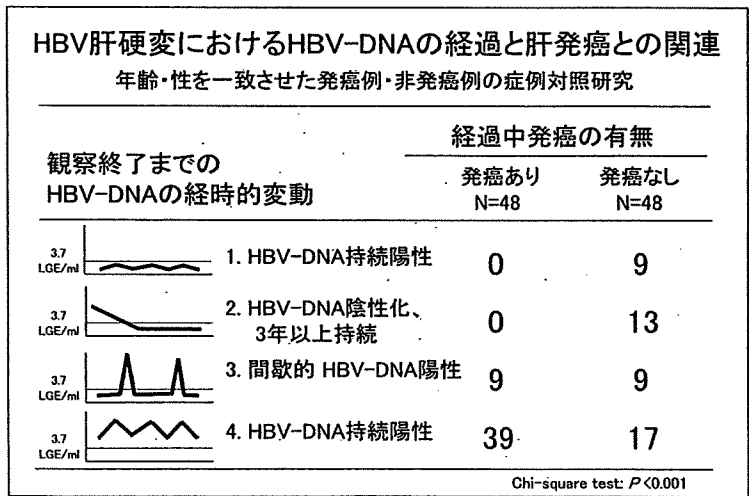 HBV肝硬変におけるHBV-DNAの経過と肝発癌との関連
年齢・性を一致させた発癌例・非発癌例の症例対照研究
経過中発癌の有無
観察終了までの
HBV-DNAの経時的変動
発癌あり
N=48
発癌なし
N=48
3.7
LGE/ml
1. HBV-DNA持続陽性
0
9
3.7
LGE/ml
2. HBV-DNA陰性化、
3年以上持続
0
13
3.7
LGE/ml
3. 間歇的 HBV-DNA陽性
9
9
3.7
LGE/ml
4. HBV-DNA持続陽性
39
17
Chi-square test: P<0.001